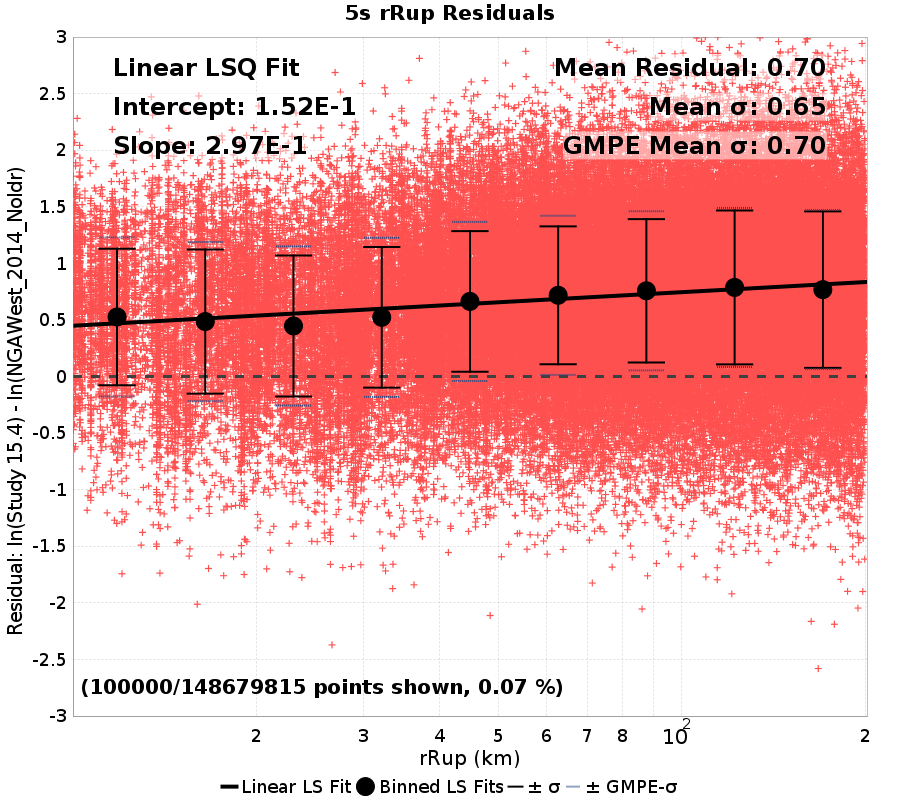 5s rRup Residuals
Linear LSQ Fit
Intercept: 1.52E-1
Slope: 2.97E-1
Mean Residual: 0.70
Mean σ: 0.65
GMPE Mean σ: 0.70
Residual: ln(Study 15.4) - ln(NGAWest_2014_NoIdr)
3
2.5
2
1.5
1
0.5
0
-0.5
-1
-1.5
-2
-2.5
-3
(100000/148679815 points shown, 0.07 %)
2 3 4 5 6 7 8 10² 2
rRup (km)
Linear LS Fit Binned LS Fits ± σ ± GMPE-σ